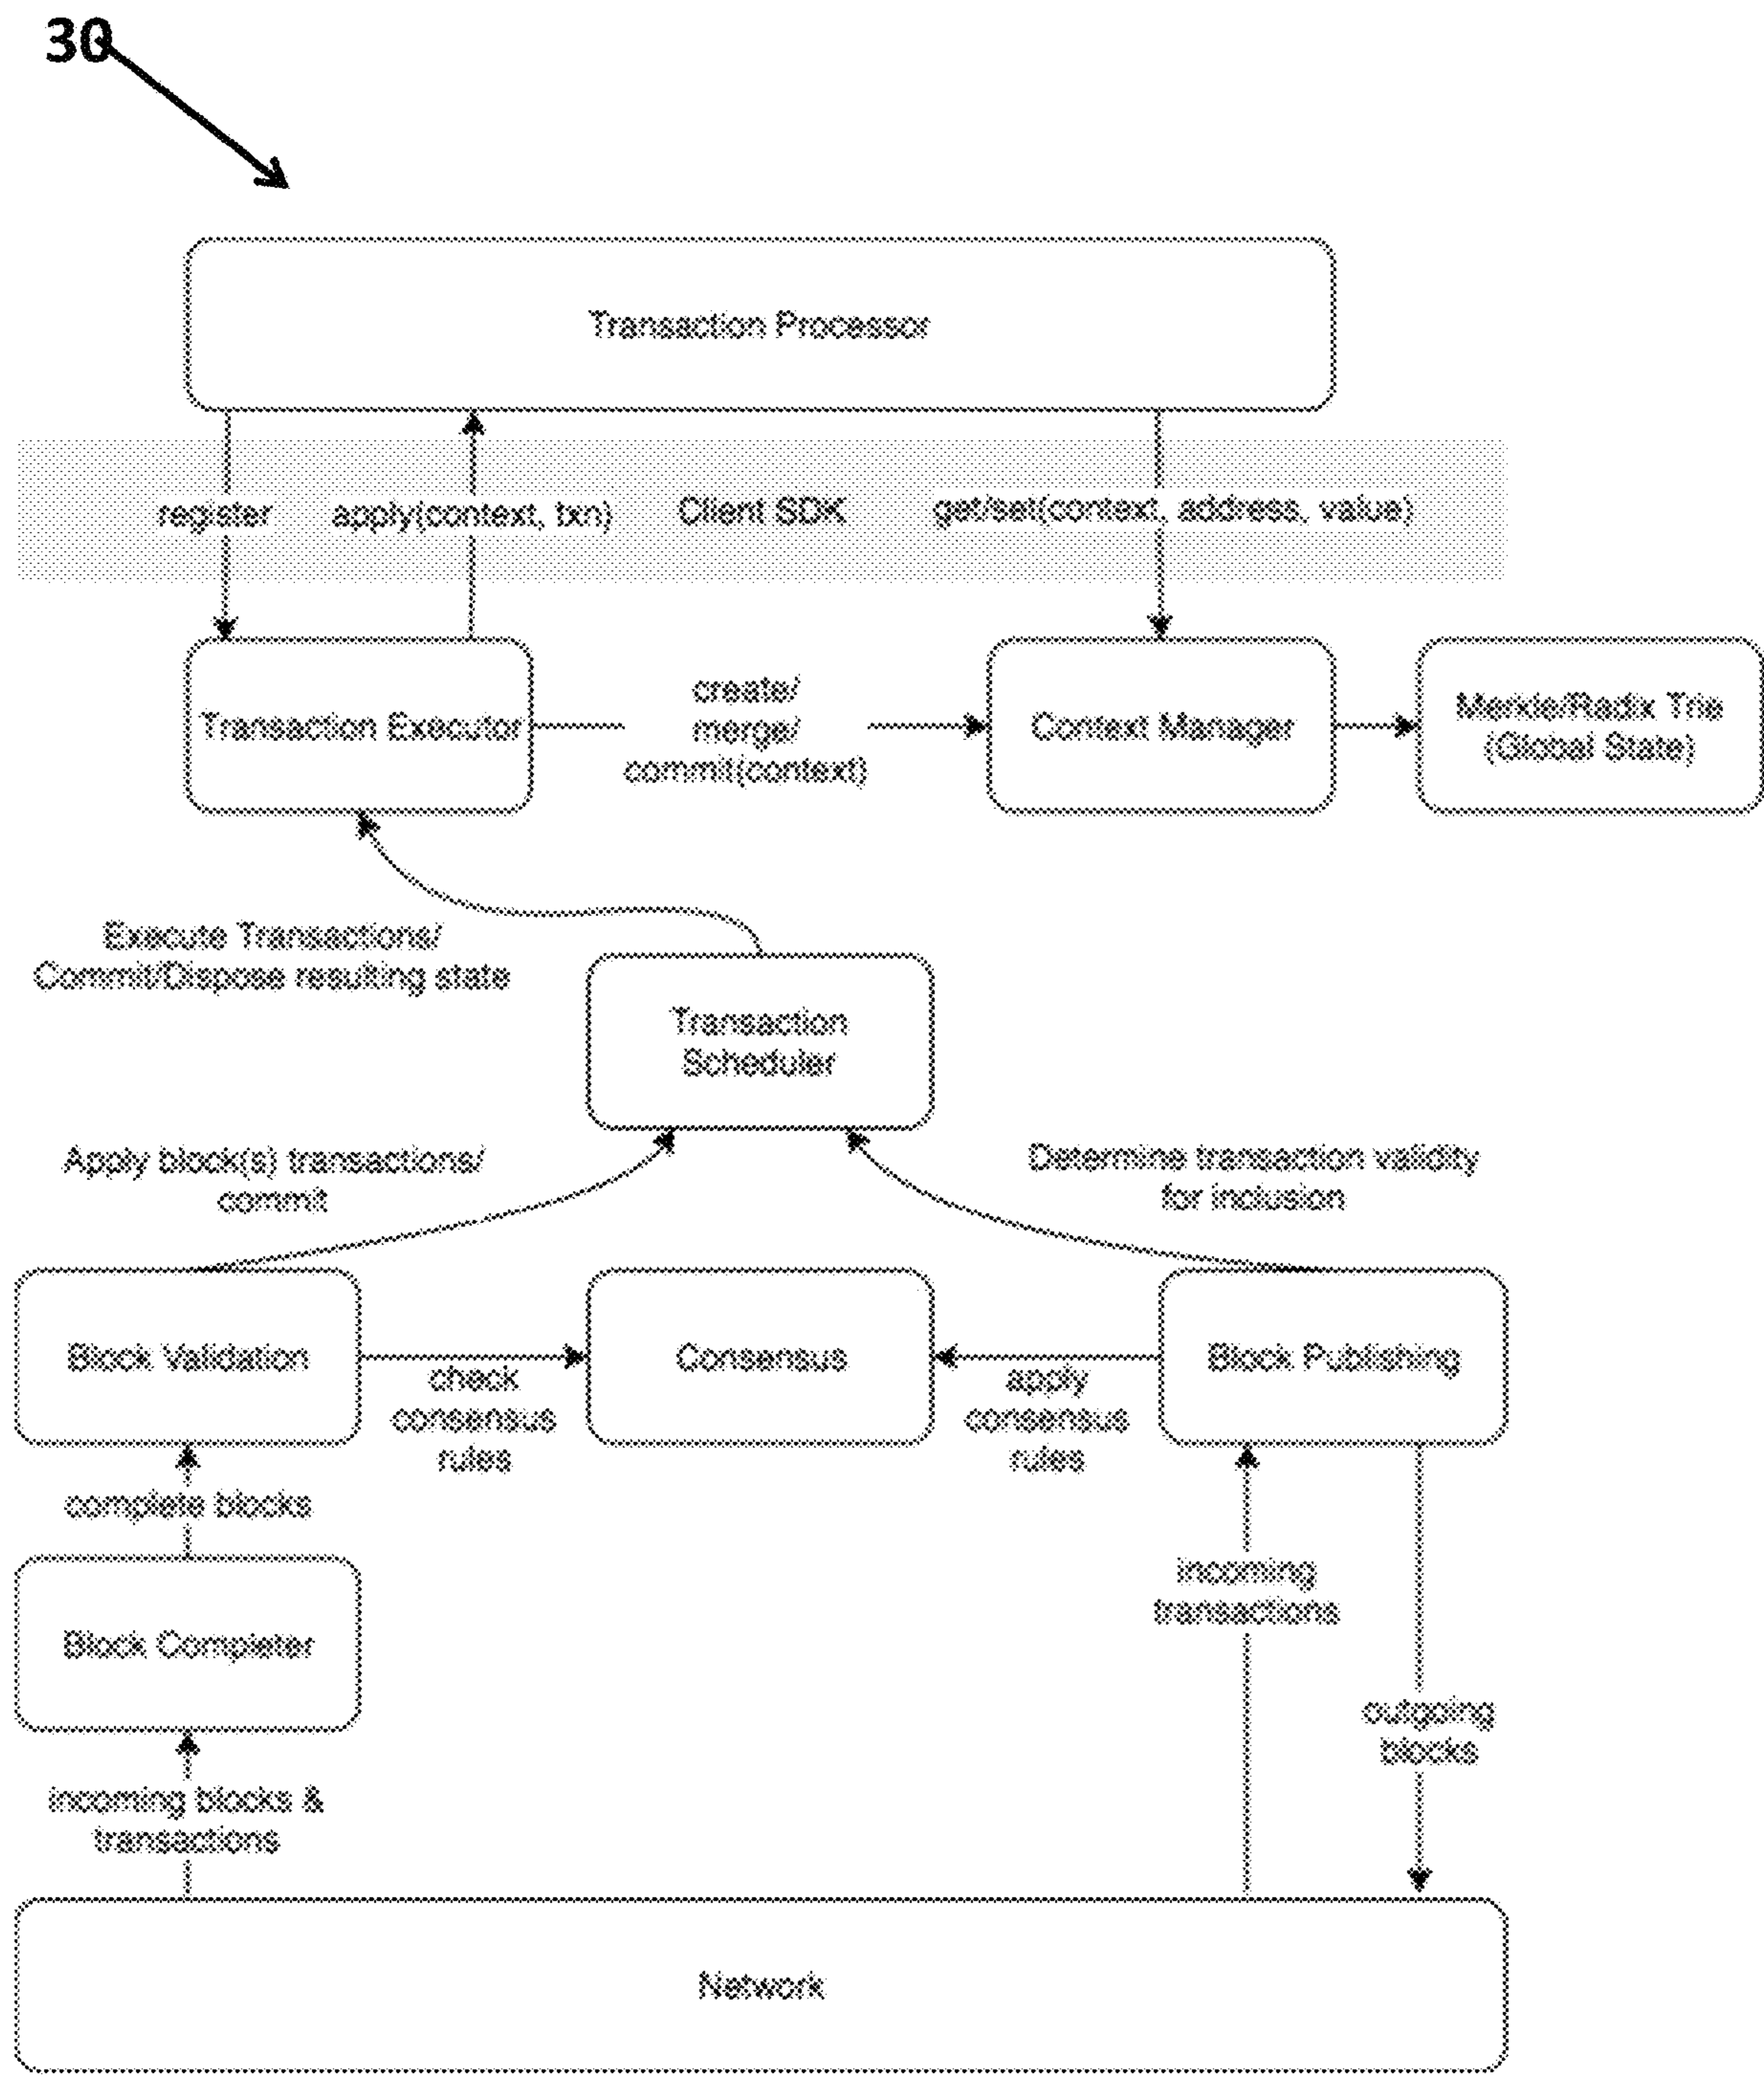 30
Transaction Processor
register
apply(context, txn)
Client SDK
get/set(context, address, value)
Transaction Executor
create/
merge/
commit(context)
Context Manager
Merkle/Radix Trie
(Global State)
Execute Transactions/
Commit/Dispose resulting state
Transaction
Scheduler
Apply block(s) transactions/
commit
Determine transaction validity
for inclusion
Block Validation
check
consensus
rules
Consensus
apply
consensus
rules
Block Publishing
complete blocks
Block Completer
incoming
transactions
outgoing
blocks
incoming blocks &
transactions
Network